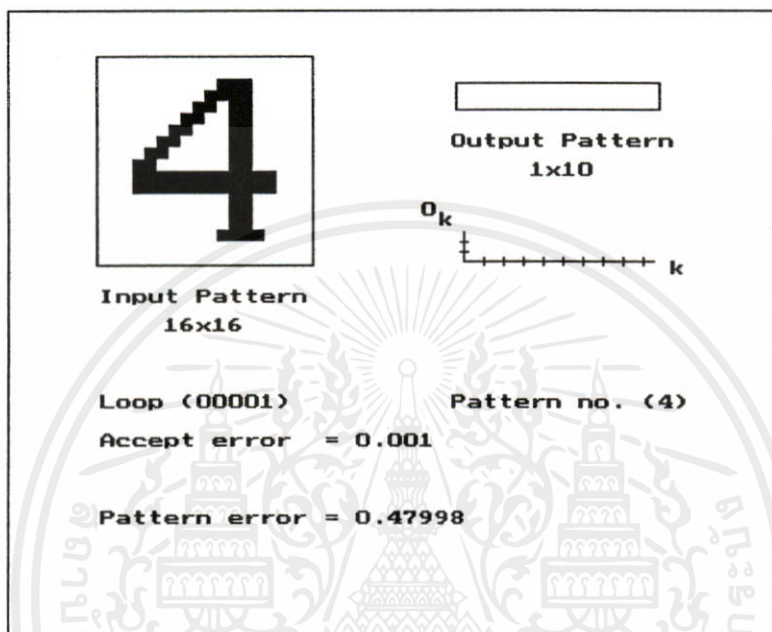 4
Output Pattern
1x10
O_k
k
Input Pattern
16x16
Loop (00001) Pattern no. (4)
Accept error = 0.001
Pattern error = 0.47998